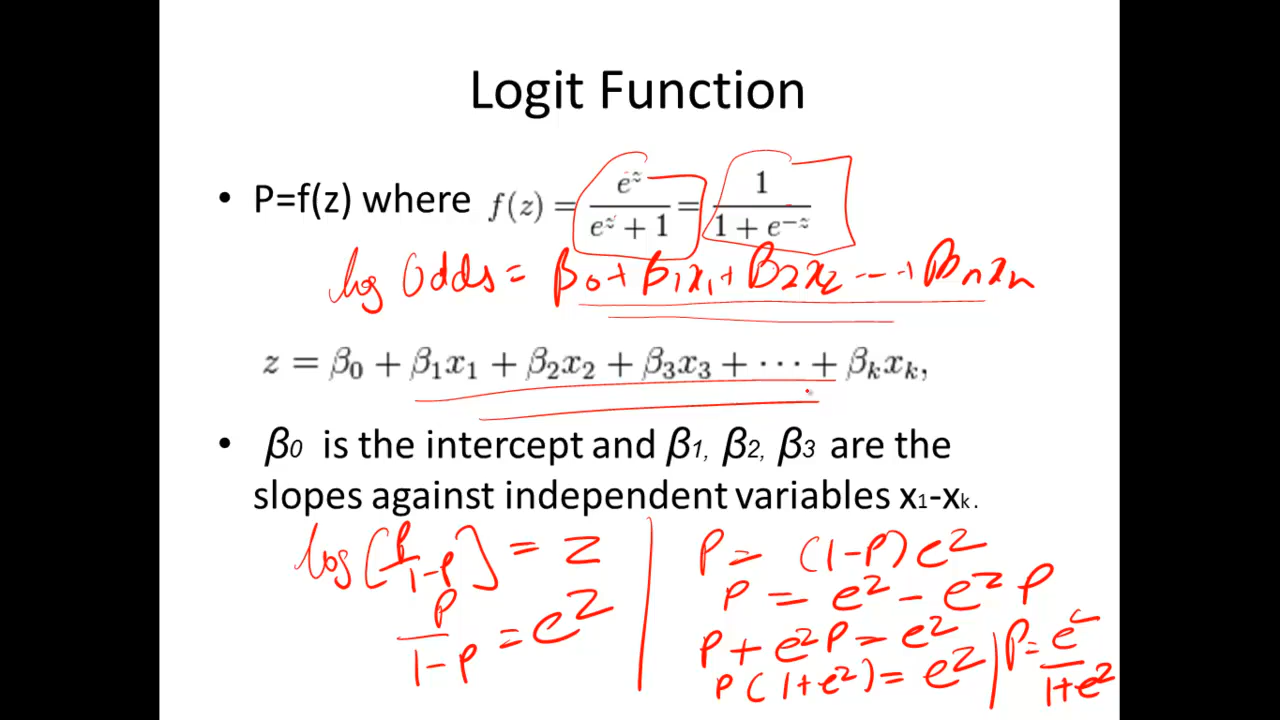 Logit Function
• P=f(z) where f(z) = e^z / (e^z + 1) = 1 / (1 + e^−z)
log Odds = β0 + β1x1 + β2x2 --- + βnxn
z = β0 + β1x1 + β2x2 + β3x3 + ··· + βkxk,
• β0 is the intercept and β1, β2, β3 are the
slopes against independent variables x1-xk.
log [P/1-P] = z
P/1-P = e^z
P = (1-P)e^z
P = e^z - e^z P
P + e^z P = e^z
P(1+e^z) = e^z
P = e^z/1+e^z